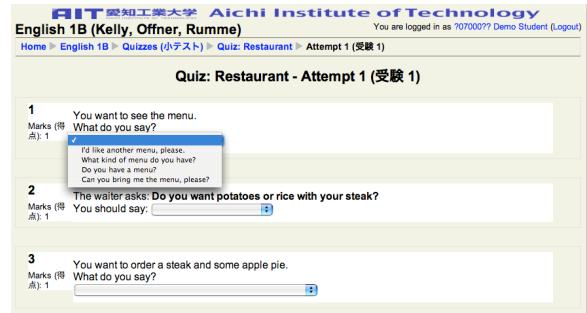 AIT 愛知工業大学 Aichi Institute of Technology
English 1B (Kelly, Offner, Rumme)
You are logged in as ?07000?? Demo Student (Logout)
Home ► English 1B ► Quizzes (小テスト) ► Quiz: Restaurant ► Attempt 1 (受験 1)
Quiz: Restaurant - Attempt 1 (受験 1)
1
Marks (得点): 1
You want to see the menu.
What do you say?
✓
I'd like another menu, please.
What kind of menu do you have?
Do you have a menu?
Can you bring me the menu, please?
2
Marks (得点): 1
The waiter asks: Do you want potatoes or rice with your steak?
You should say:
3
Marks (得点): 1
You want to order a steak and some apple pie.
What do you say?